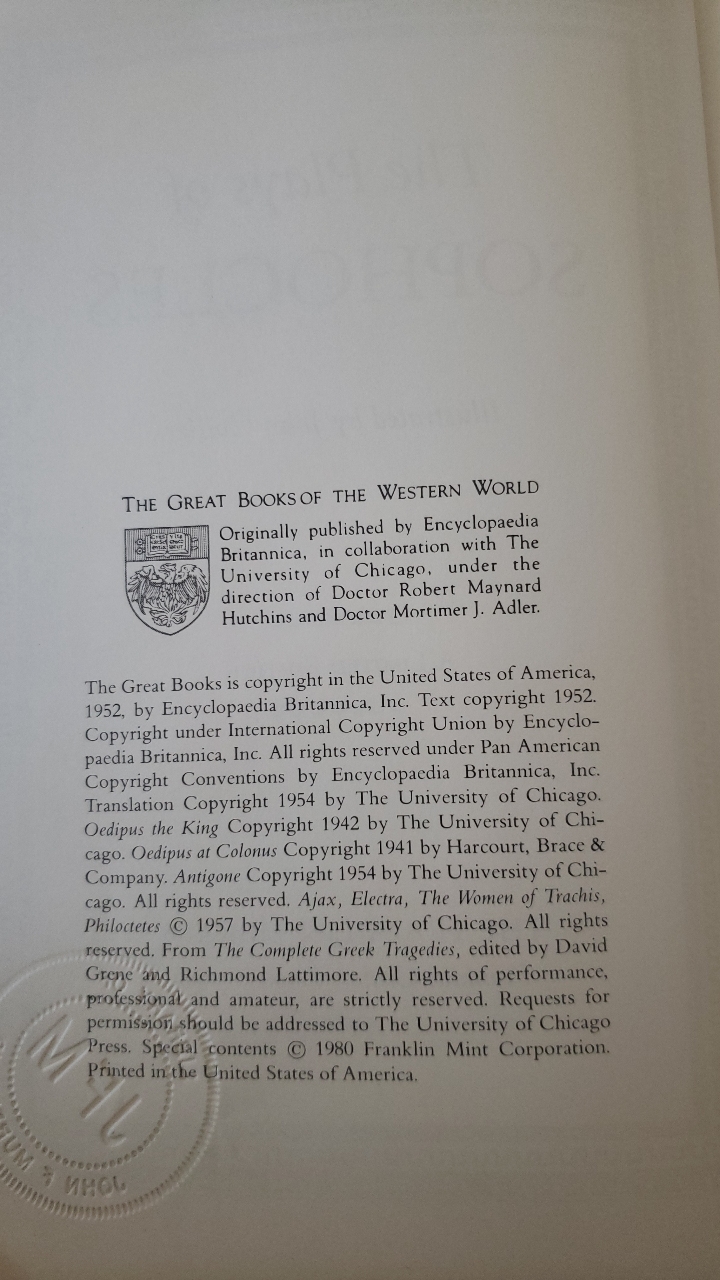 The Plays of
SOPHOCLES
Illustrated by
THE GREAT BOOKS OF THE WESTERN WORLD
Originally published by Encyclopaedia
Britannica, in collaboration with The
University of Chicago, under the
direction of Doctor Robert Maynard
Hutchins and Doctor Mortimer J. Adler.
The Great Books is copyright in the United States of America,
1952, by Encyclopaedia Britannica, Inc. Text copyright 1952.
Copyright under International Copyright Union by Encyclo-
paedia Britannica, Inc. All rights reserved under Pan American
Copyright Conventions by Encyclopaedia Britannica, Inc.
Translation Copyright 1954 by The University of Chicago.
Oedipus the King Copyright 1942 by The University of Chi-
cago. Oedipus at Colonus Copyright 1941 by Harcourt, Brace &
Company. Antigone Copyright 1954 by The University of Chi-
cago. All rights reserved. Ajax, Electra, The Women of Trachis,
Philoctetes © 1957 by The University of Chicago. All rights
reserved. From The Complete Greek Tragedies, edited by David
Grene and Richmond Lattimore. All rights of performance,
professional and amateur, are strictly reserved. Requests for
permission should be addressed to The University of Chicago
Press. Special contents © 1980 Franklin Mint Corporation.
Printed in the United States of America.
JOHN